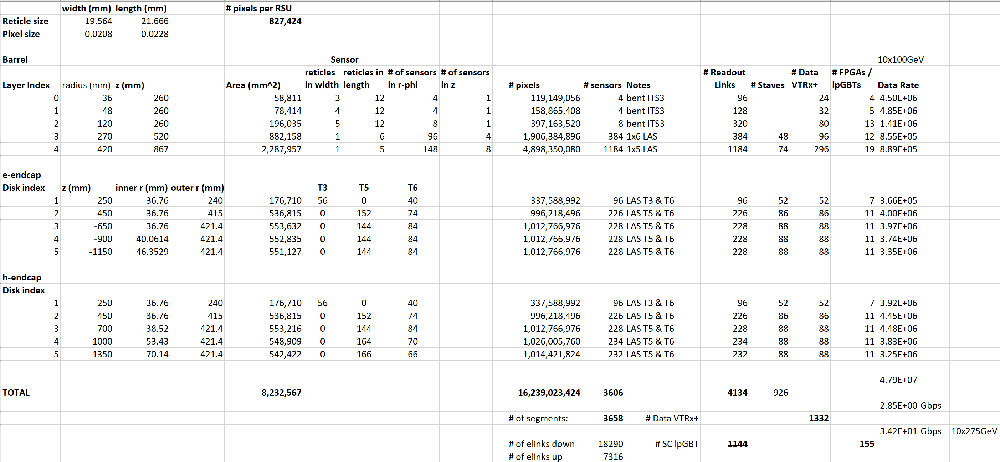 width (mm) length (mm) # pixels per RSU
Reticle size 19.564 21.666 827,424
Pixel size 0.0208 0.0228
Barrel Sensor 10x100GeV
Layer Index radius (mm) z (mm) Area (mm^2) reticles in width reticles in length # of sensors in r-phi # of sensors in z # pixels # sensors Notes # Readout Links # Staves # Data VTRx+ # FPGAs / lpGBTs Data Rate
0 36 260 58,811 3 12 4 1 119,149,056 4 bent ITS3 96 24 4 4.50E+06
1 48 260 78,414 4 12 4 1 158,865,408 4 bent ITS3 128 32 5 4.85E+06
2 120 260 196,035 5 12 8 1 397,163,520 8 bent ITS3 320 80 13 1.41E+06
3 270 520 882,158 1 6 96 4 1,906,384,896 384 1x6 LAS 384 48 96 12 8.55E+05
4 420 867 2,287,957 1 5 148 8 4,898,350,080 1184 1x5 LAS 1184 74 296 19 8.89E+05
e-endcap
Disk index z (mm) inner r (mm) outer r (mm) T3 T5 T6
1 -250 36.76 240 176,710 56 0 40 337,588,992 96 LAS T3 & T6 96 52 52 7 3.66E+05
2 -450 36.76 415 536,815 0 152 74 996,218,496 226 LAS T5 & T6 226 86 86 11 4.00E+06
3 -650 36.76 421.4 553,632 0 144 84 1,012,766,976 228 LAS T5 & T6 228 88 88 11 3.97E+06
4 -900 40.0614 421.4 552,835 0 144 84 1,012,766,976 228 LAS T5 & T6 228 88 88 11 3.74E+06
5 -1150 46.3529 421.4 551,127 0 144 84 1,012,766,976 228 LAS T5 & T6 228 88 88 11 3.35E+06
h-endcap
Disk index
1 250 36.76 240 176,710 56 0 40 337,588,992 96 LAS T3 & T6 96 52 52 7 3.92E+06
2 450 36.76 415 536,815 0 152 74 996,218,496 226 LAS T5 & T6 226 86 86 11 4.45E+06
3 700 38.52 421.4 553,216 0 144 84 1,012,766,976 228 LAS T5 & T6 228 88 88 11 4.48E+06
4 1000 53.43 421.4 548,909 0 164 70 1,026,005,760 234 LAS T5 & T6 234 88 88 11 3.83E+06
5 1350 70.14 421.4 542,422 0 166 66 1,014,421,824 232 LAS T5 & T6 232 88 88 11 3.25E+06
4.79E+07
TOTAL 8,232,567 16,239,023,424 3606 4134 926
2.85E+00 Gbps
# of segments: 3658 # Data VTRx+ 1332
3.42E+01 Gbps 10x275GeV
# of elinks down 18290 # SC lpGBT 1144 155
# of elinks up 7316